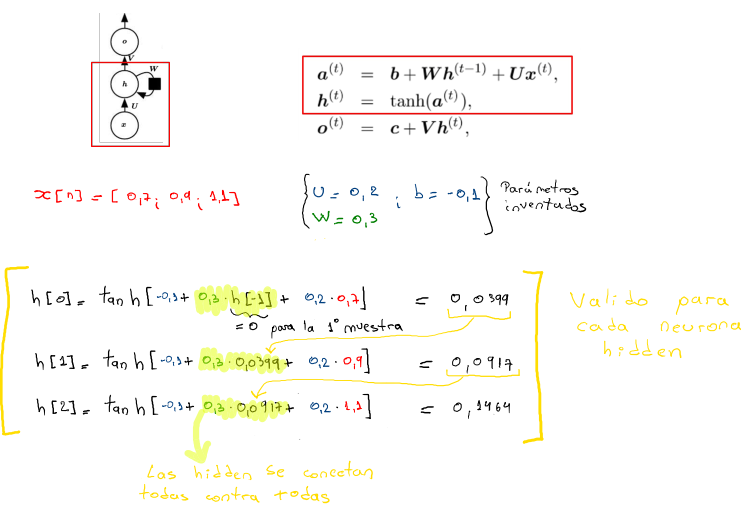 o
V
W
h
U
x
a^(t) = b + Wh^(t−1) + Ux^(t),
h^(t) = tanh(a^(t)),
o^(t) = c + Vh^(t),
x[n] = [ 0,7; 0,9; 1,1]
U = 0,2 ; b = -0,1
W = 0,3
Parámetros
inventados
h[0] = tanh[-0,1 + 0,3 · h[-1] + 0,2 · 0,7] = 0,0399
= 0 para la 1º muestra
h[1] = tanh[-0,1 + 0,3 · 0,0399 + 0,2 · 0,9] = 0,0917
h[2] = tanh[-0,1 + 0,3 · 0,0917 + 0,2 · 1,1] = 0,1464
Valido para
cada neurona
hidden
Las hidden se conectan
todas contra todas